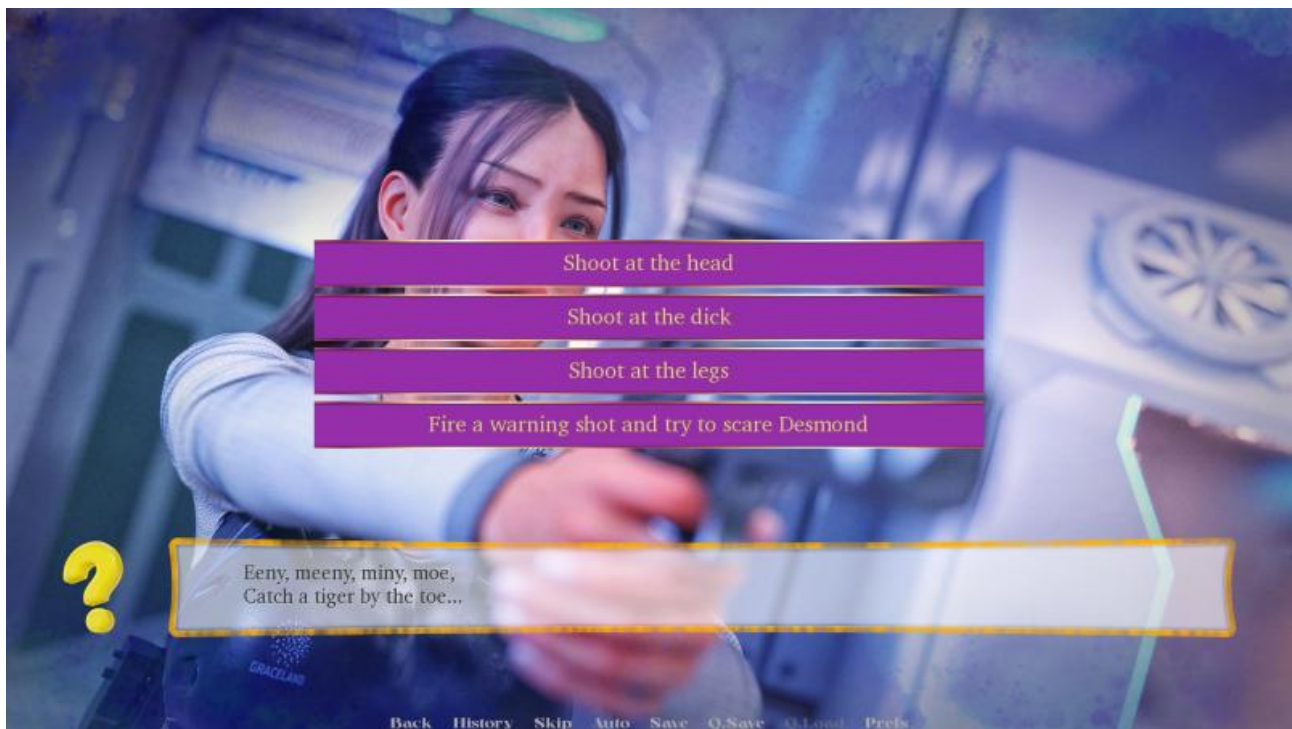 Shoot at the head
Shoot at the dick
Shoot at the legs
Fire a warning shot and try to scare Desmond
?
Eeny, meeny, miny, moe,
Catch a tiger by the toe...
GRACELAND
Back History Skip Auto Save Q.Save Q.Load Prefs